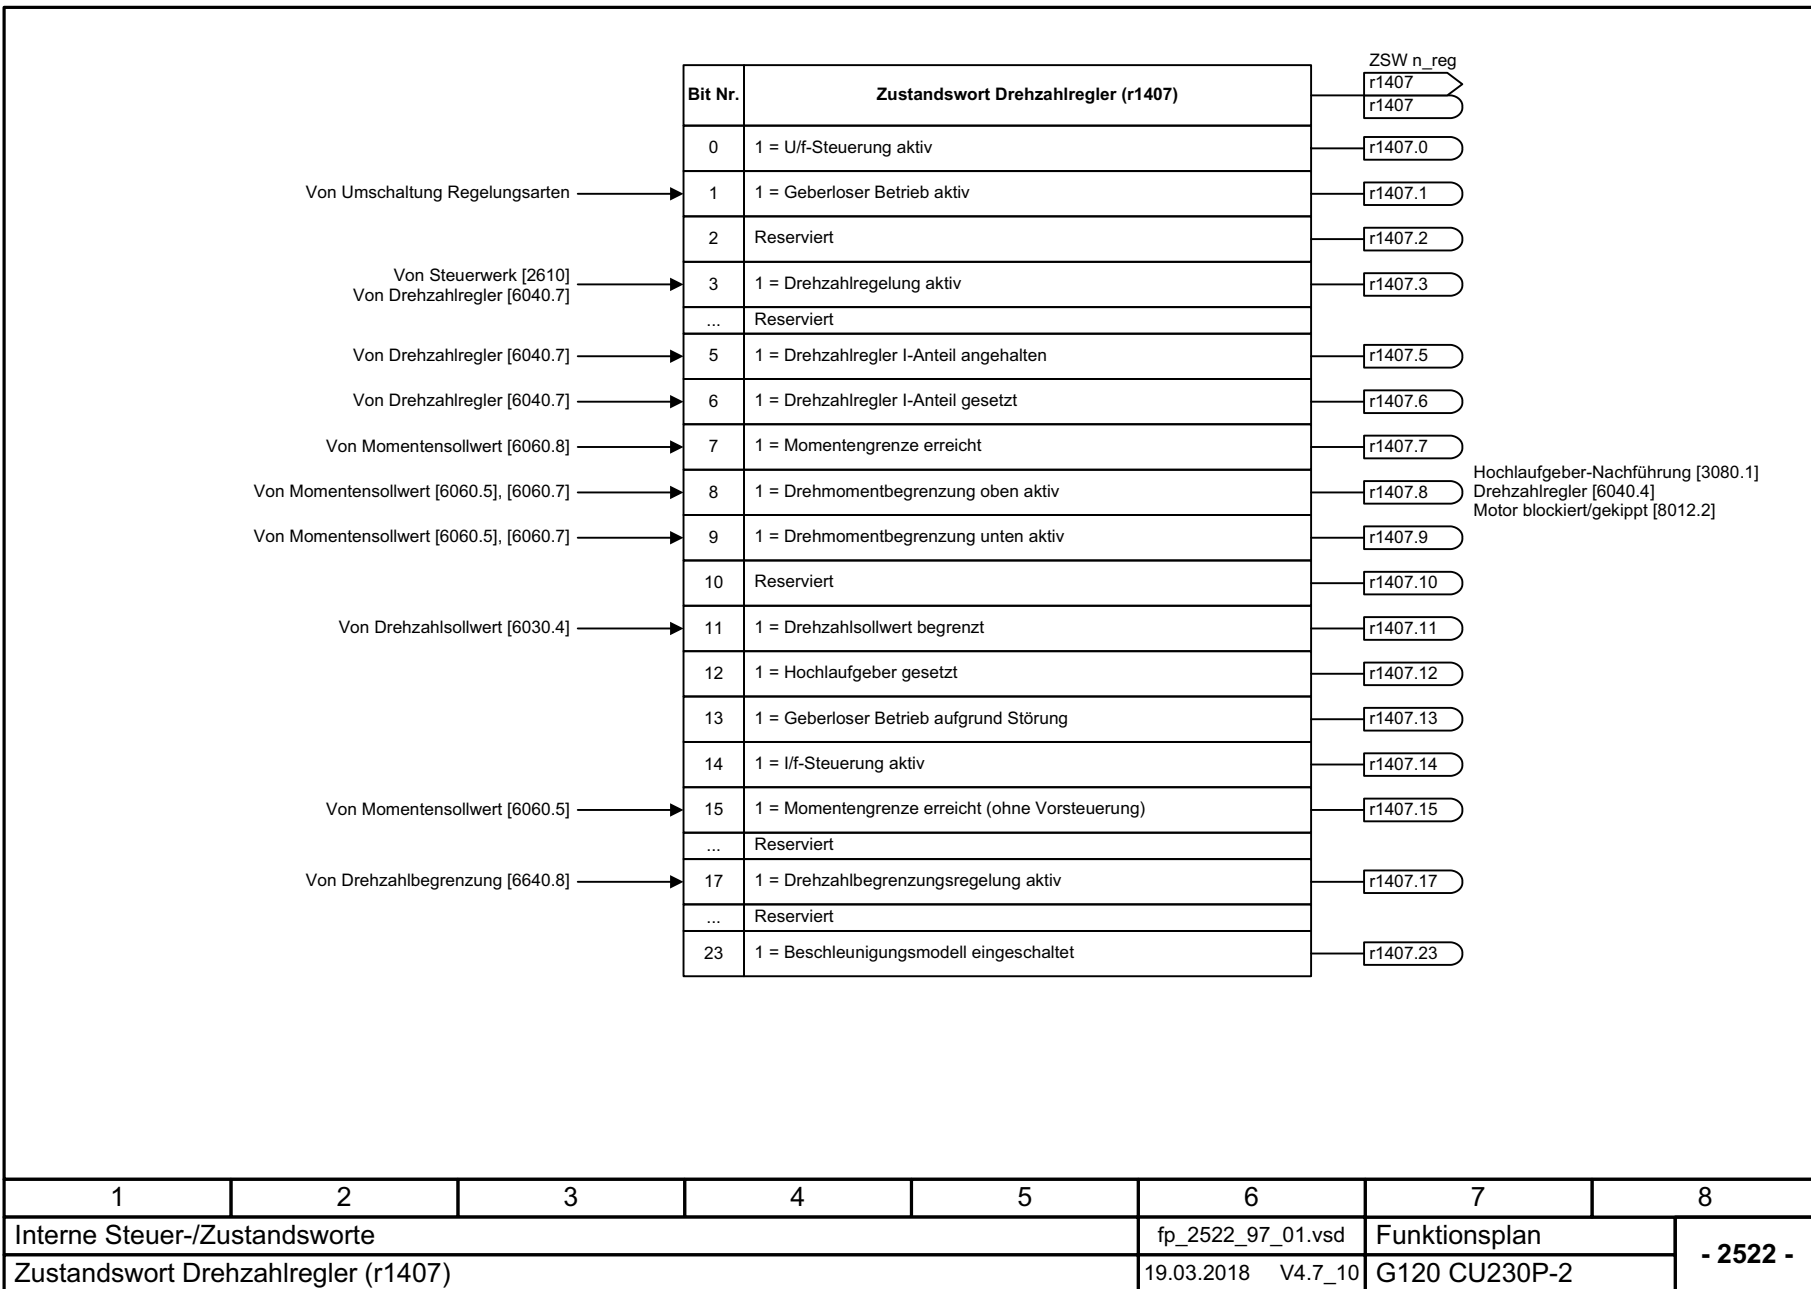 ZSW n_reg
Bit Nr. Zustandswort Drehzahlregler (r1407) r1407
r1407
0 1 = U/f-Steuerung aktiv r1407.0
Von Umschaltung Regelungsarten 1 1 = Geberloser Betrieb aktiv r1407.1
2 Reserviert r1407.2
Von Steuerwerk [2610]
Von Drehzahlregler [6040.7] 3 1 = Drehzahlregelung aktiv r1407.3
... Reserviert
Von Drehzahlregler [6040.7] 5 1 = Drehzahlregler I-Anteil angehalten r1407.5
Von Drehzahlregler [6040.7] 6 1 = Drehzahlregler I-Anteil gesetzt r1407.6
Von Momentensollwert [6060.8] 7 1 = Momentengrenze erreicht r1407.7
Von Momentensollwert [6060.5], [6060.7] 8 1 = Drehmomentbegrenzung oben aktiv r1407.8
Hochlaufgeber-Nachführung [3080.1]
Drehzahlregler [6040.4]
Motor blockiert/gekippt [8012.2]
Von Momentensollwert [6060.5], [6060.7] 9 1 = Drehmomentbegrenzung unten aktiv r1407.9
10 Reserviert r1407.10
Von Drehzahlsollwert [6030.4] 11 1 = Drehzahlsollwert begrenzt r1407.11
12 1 = Hochlaufgeber gesetzt r1407.12
13 1 = Geberloser Betrieb aufgrund Störung r1407.13
14 1 = I/f-Steuerung aktiv r1407.14
Von Momentensollwert [6060.5] 15 1 = Momentengrenze erreicht (ohne Vorsteuerung) r1407.15
... Reserviert
Von Drehzahlbegrenzung [6640.8] 17 1 = Drehzahlbegrenzungsregelung aktiv r1407.17
... Reserviert
23 1 = Beschleunigungsmodell eingeschaltet r1407.23
1 2 3 4 5 6 7 8
Interne Steuer-/Zustandsworte fp_2522_97_01.vsd Funktionsplan - 2522 -
Zustandswort Drehzahlregler (r1407) 19.03.2018 V4.7_10 G120 CU230P-2